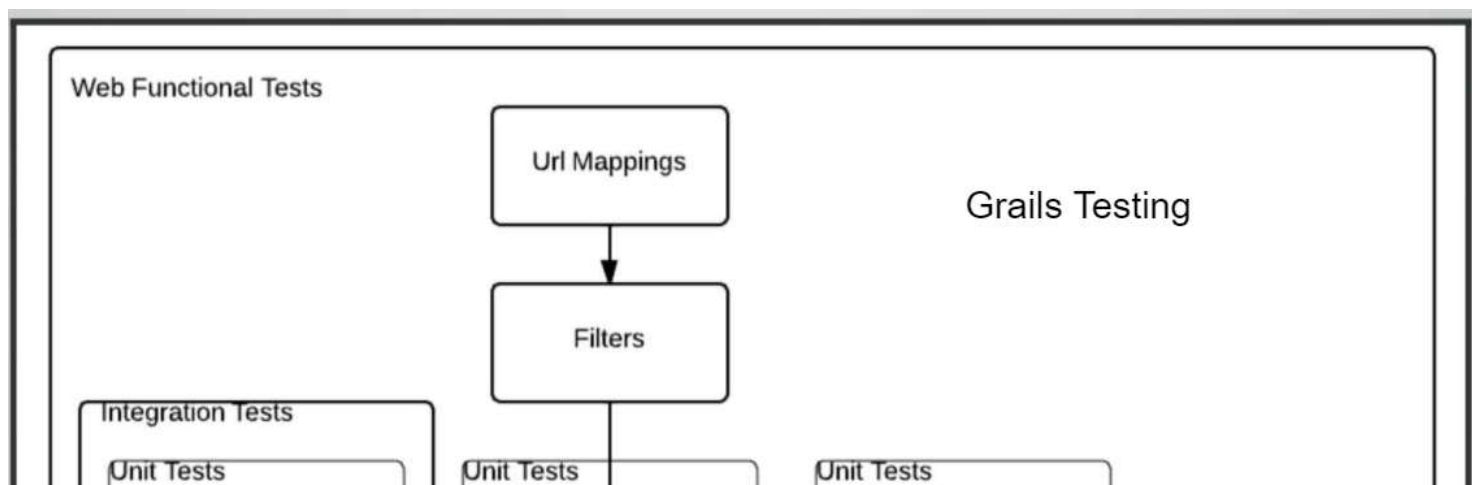 Web Functional Tests
Url Mappings
Grails Testing
Filters
Integration Tests
Unit Tests
Unit Tests
Unit Tests